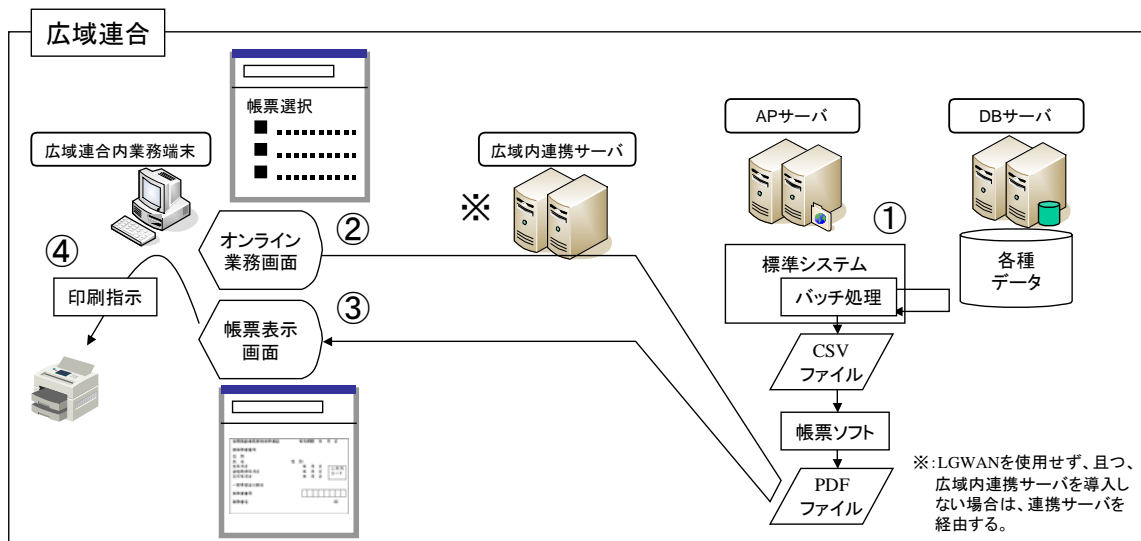 広域連合
帳票選択
広域連合内業務端末
広域内連携サーバ
APサーバ
DBサーバ
※
①
②
オンライン
業務画面
④
印刷指示
③
帳票表示
画面
標準システム
バッチ処理
各種
データ
CSV
ファイル
帳票ソフト
PDF
ファイル
※:LGWANを使用せず、且つ、
広域内連携サーバを導入し
ない場合は、連携サーバを
経由する。